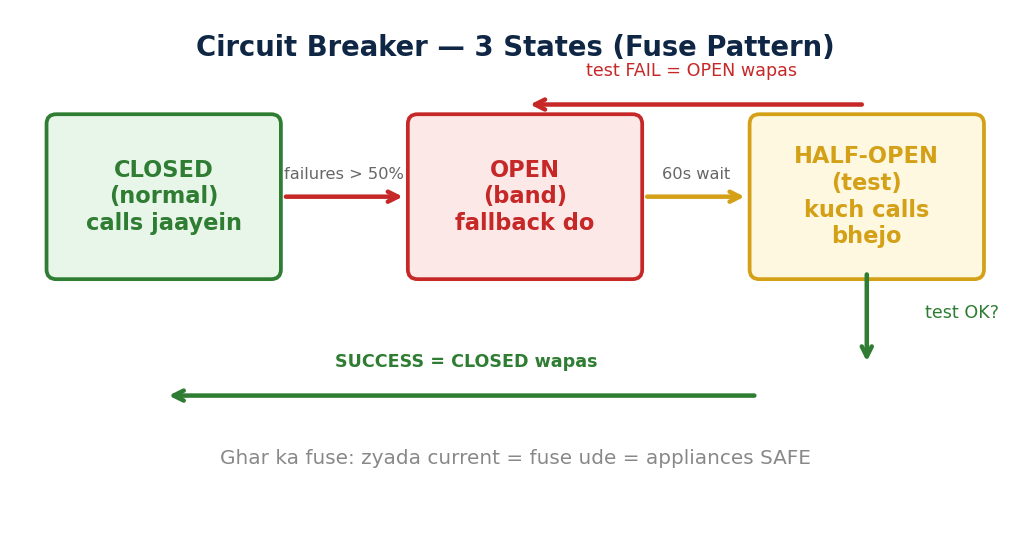 Circuit Breaker — 3 States (Fuse Pattern)
test FAIL = OPEN wapas
CLOSED
(normal)
calls jaayein
failures > 50%
OPEN
(band)
fallback do
60s wait
HALF-OPEN
(test)
kuch calls
bhejo
test OK?
SUCCESS = CLOSED wapas
Ghar ka fuse: zyada current = fuse ude = appliances SAFE